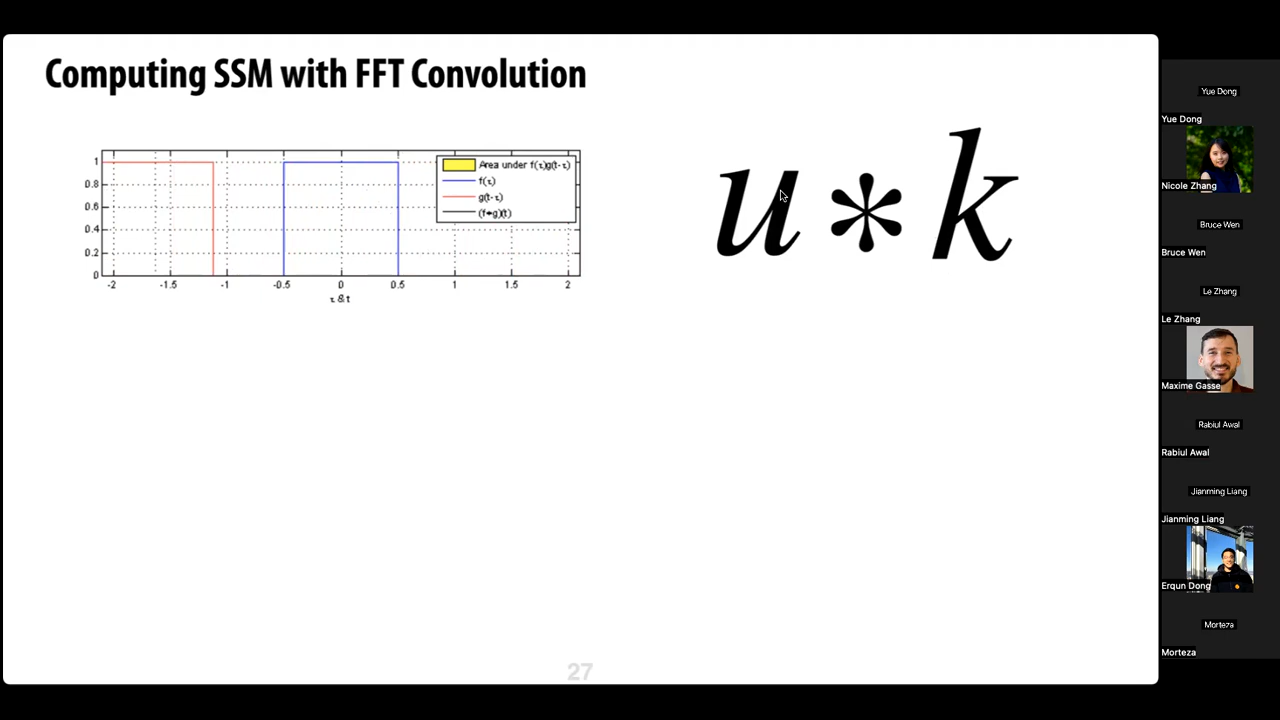 Computing SSM with FFT Convolution
1
0.8
0.6
0.4
0.2
0
-2 -1.5 -1 -0.5 0 0.5 1 1.5 2
τ & t
Area under f(τ)g(t-τ)
f(τ)
g(t-τ)
(f*g)(t)
u * k
27
Yue Dong
Yue Dong
Nicole Zhang
Bruce Wen
Bruce Wen
Le Zhang
Le Zhang
Maxime Gasse
Rabiul Awal
Rabiul Awal
Jianming Liang
Jianming Liang
Erqun Dong
Morteza
Morteza